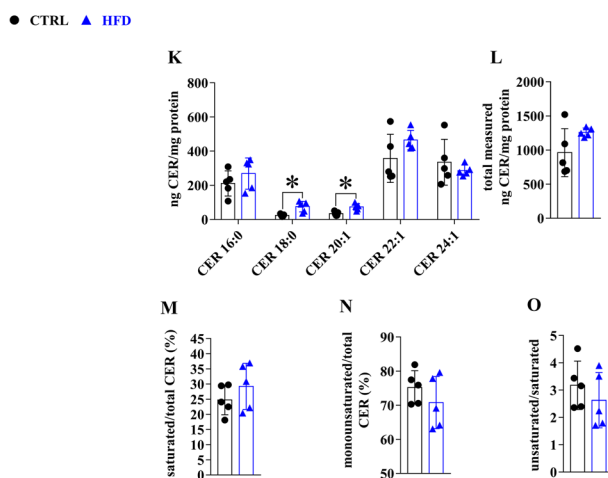 ● CTRL ▲ HFD
K
ng CER/mg protein
800
600
400
200
0
* *
CER 16:0
CER 18:0
CER 20:1
CER 22:1
CER 24:1
L
total measured
ng CER/mg protein
2000
1500
1000
500
0
M
saturated/total CER (%)
45
40
35
30
25
20
15
10
5
0
N
monounsaturated/total
CER (%)
90
80
70
60
50
O
unsaturated/saturated
5
4
3
2
1
0